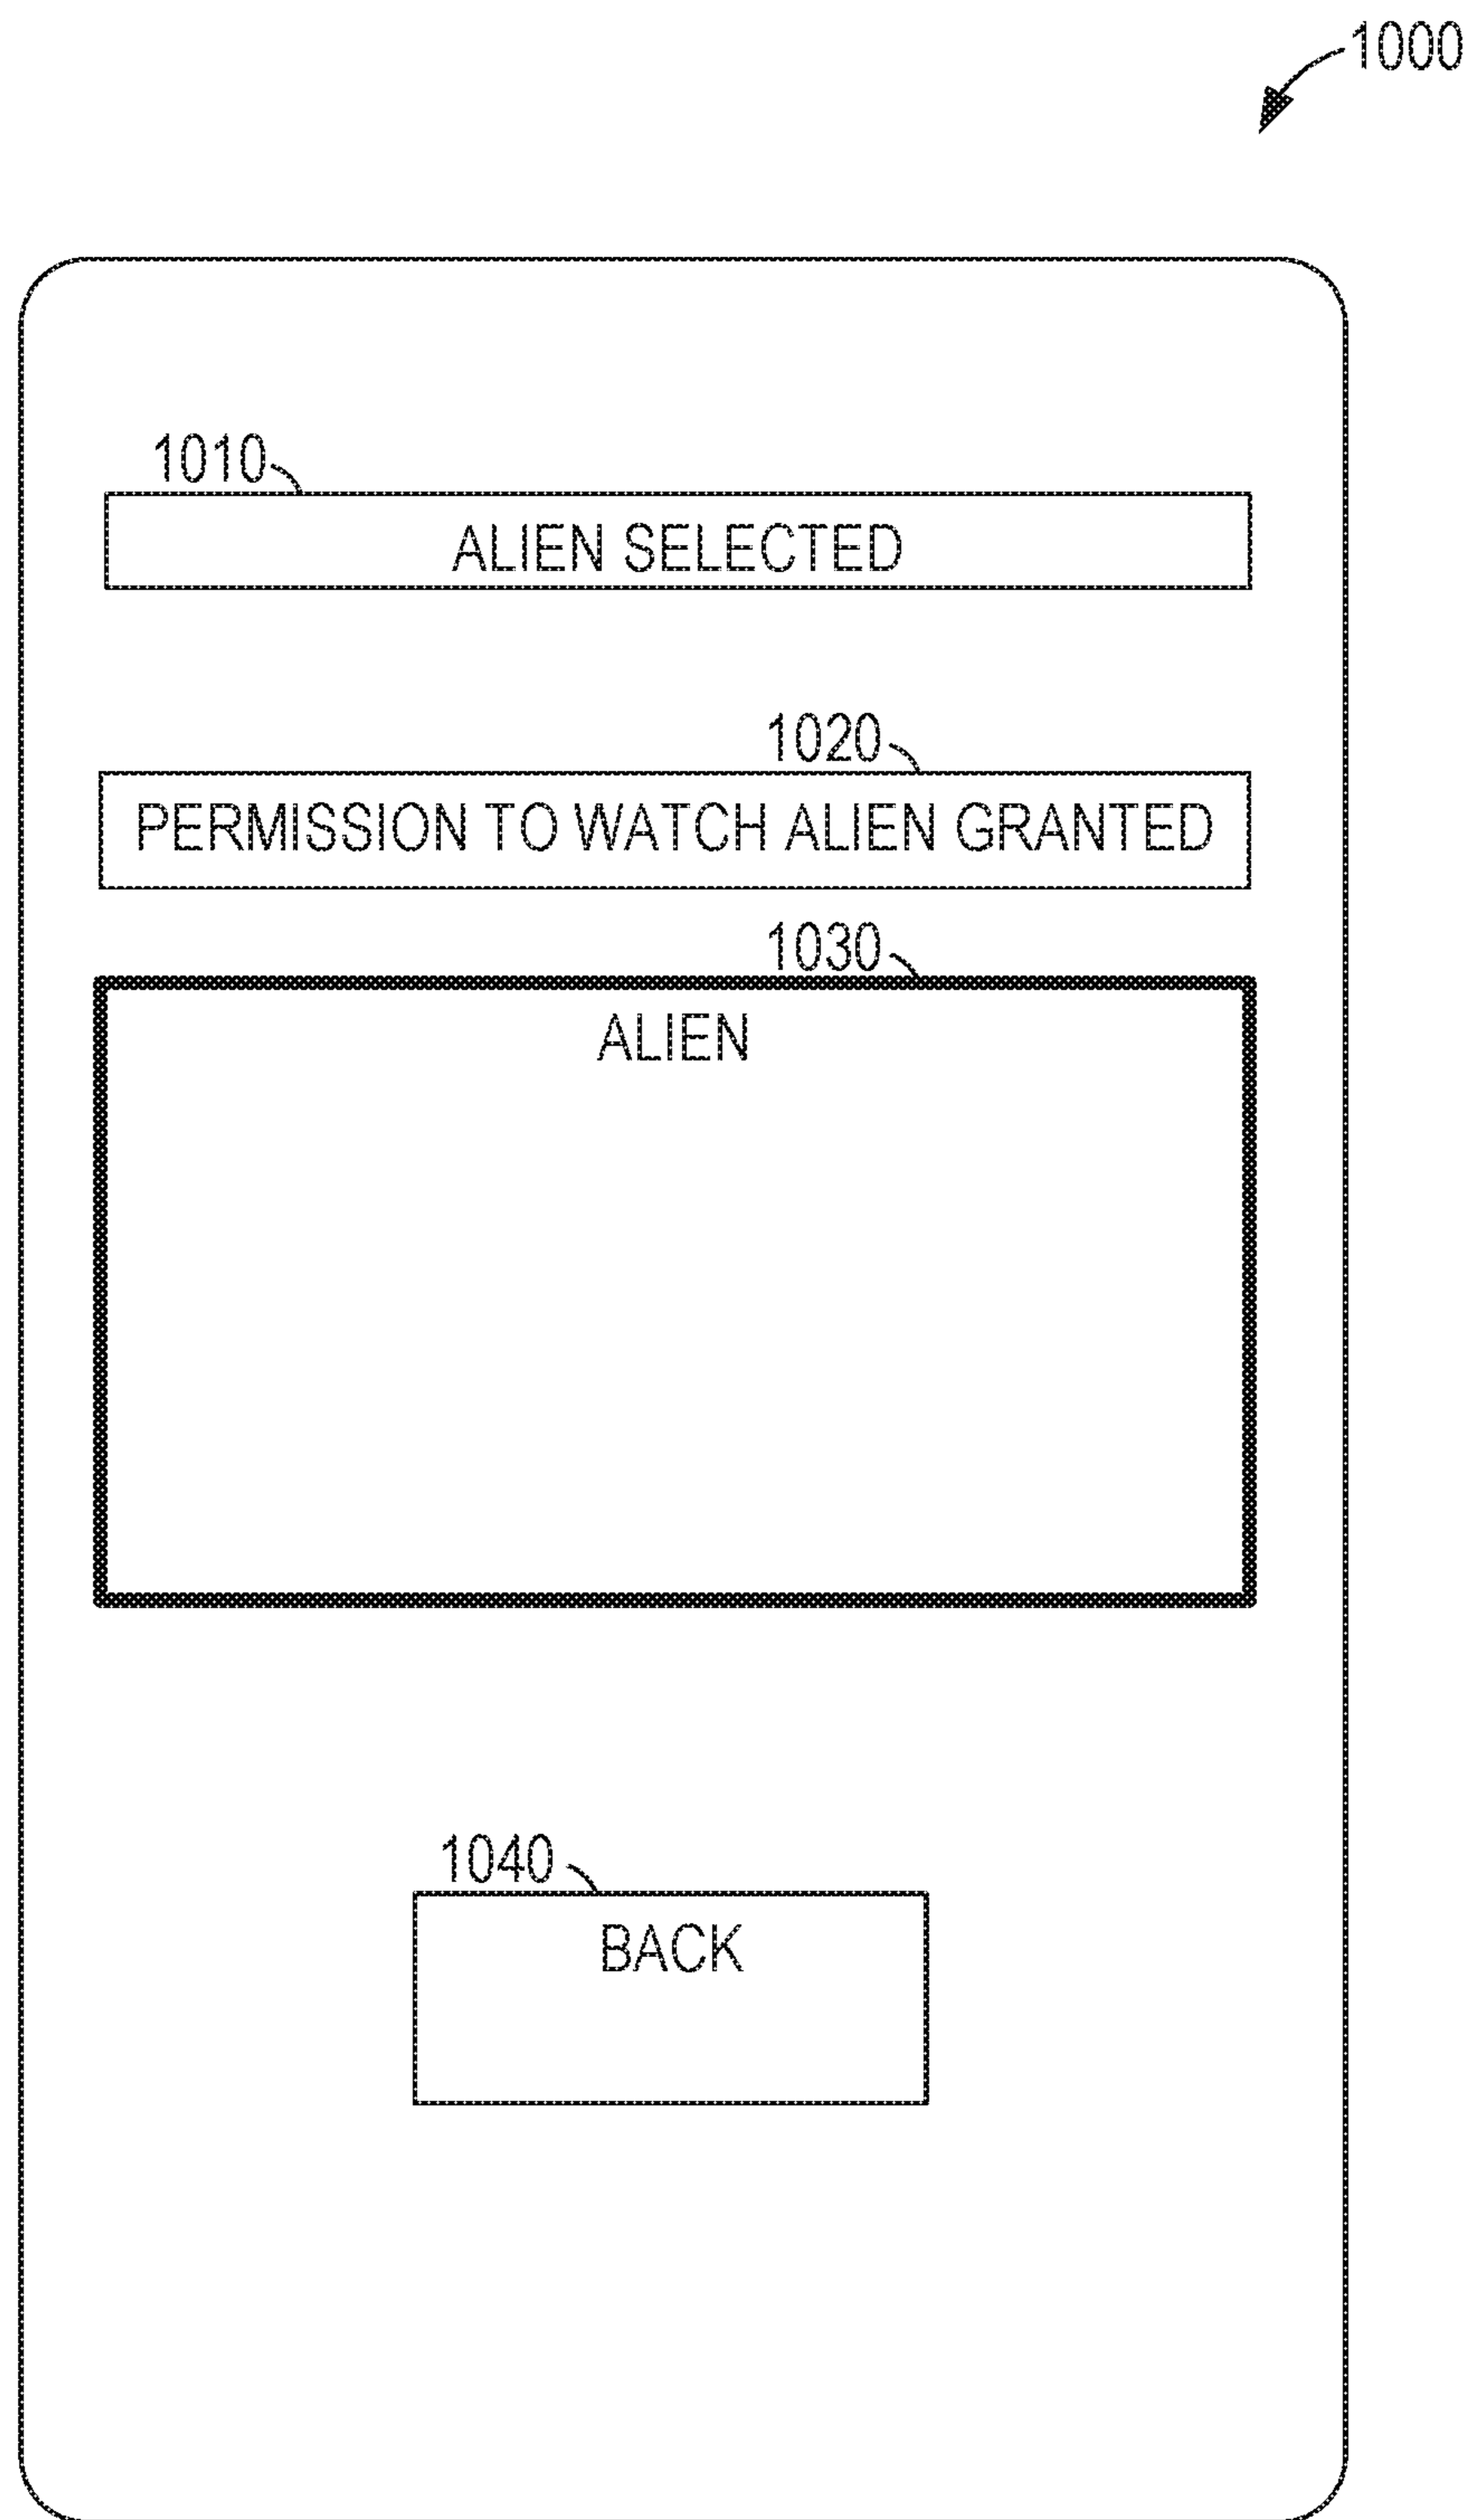 1000
1010
ALIEN SELECTED
1020
PERMISSION TO WATCH ALIEN GRANTED
1030
ALIEN
1040
BACK